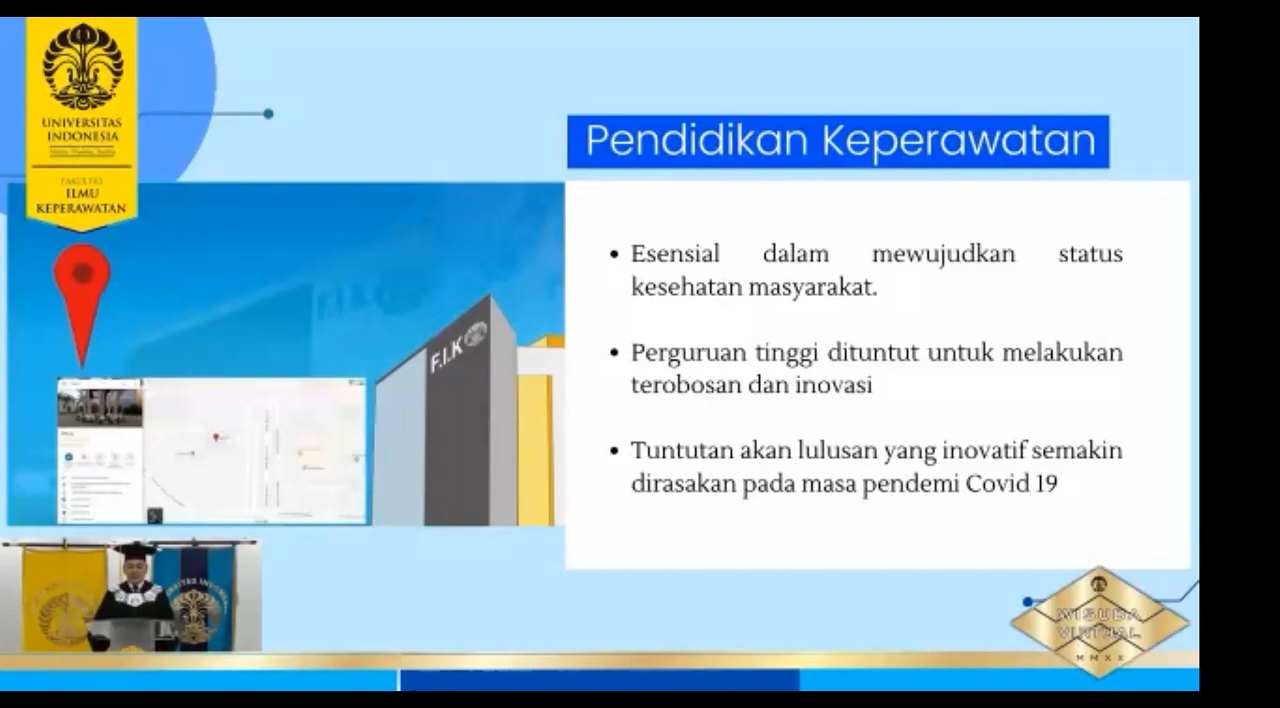 UNIVERSITAS
INDONESIA
FAKULTAS
ILMU
KEPERAWATAN
Pendidikan Keperawatan
• Esensial dalam mewujudkan status
kesehatan masyarakat.
• Perguruan tinggi dituntut untuk melakukan
terobosan dan inovasi
• Tuntutan akan lulusan yang inovatif semakin
dirasakan pada masa pendemi Covid 19
F.I.K
WISUDA
VIRTUAL
MMXX